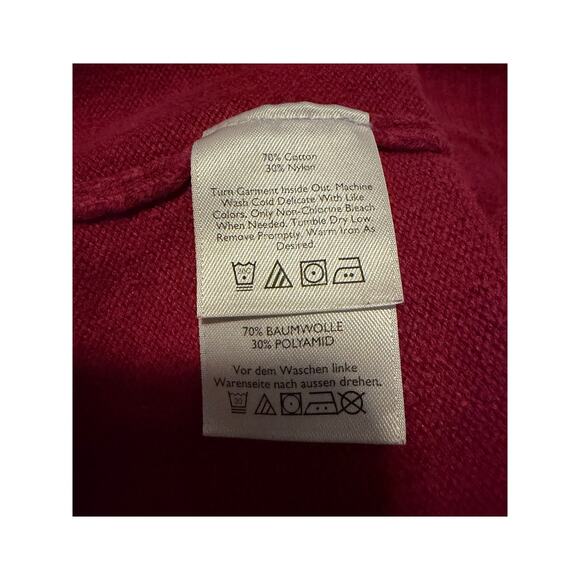 70% Cotton
30% Nylon
Turn Garment Inside Out. Machine
Wash Cold Delicate With Like
Colors, Only Non-Chlorine Bleach
When Needed. Tumble Dry Low.
Remove Promptly. Warm Iron As
Desired.
30C
70% BAUMWOLLE
30% POLYAMID
Vor dem Waschen linke
Warenseite nach aussen drehen.
30